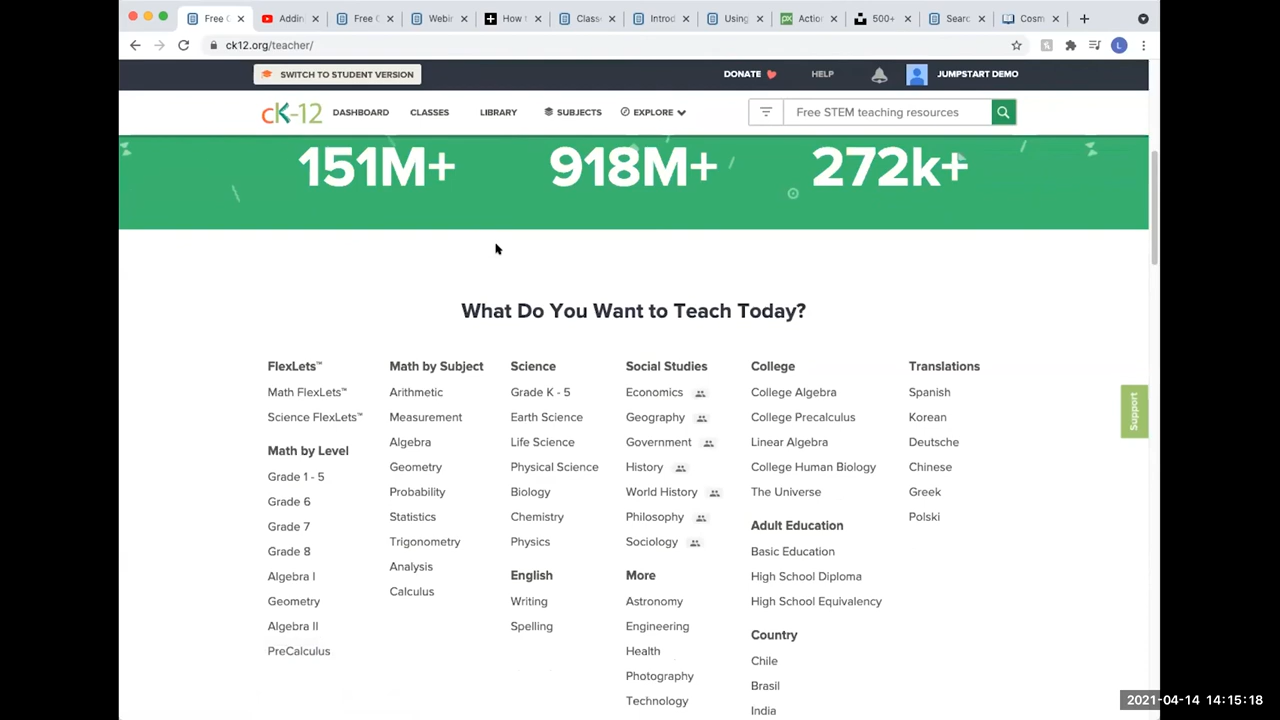 Free C
Addin
Free C
Webin
How t
Class
Introd
Using
Action
500+
Searc
Cosm
ck12.org/teacher/
L
SWITCH TO STUDENT VERSION
DONATE
HELP
JUMPSTART DEMO
cK-12
DASHBOARD
CLASSES
LIBRARY
SUBJECTS
EXPLORE
Free STEM teaching resources
151M+
918M+
272k+
What Do You Want to Teach Today?
FlexLets™
Math FlexLets™
Science FlexLets™
Math by Level
Grade 1 - 5
Grade 6
Grade 7
Grade 8
Algebra I
Geometry
Algebra II
PreCalculus
Math by Subject
Arithmetic
Measurement
Algebra
Geometry
Probability
Statistics
Trigonometry
Analysis
Calculus
Science
Grade K - 5
Earth Science
Life Science
Physical Science
Biology
Chemistry
Physics
English
Writing
Spelling
Social Studies
Economics
Geography
Government
History
World History
Philosophy
Sociology
More
Astronomy
Engineering
Health
Photography
Technology
College
College Algebra
College Precalculus
Linear Algebra
College Human Biology
The Universe
Adult Education
Basic Education
High School Diploma
High School Equivalency
Country
Chile
Brasil
India
Translations
Spanish
Korean
Deutsche
Chinese
Greek
Polski
Support
2021-04-14 14:15:18